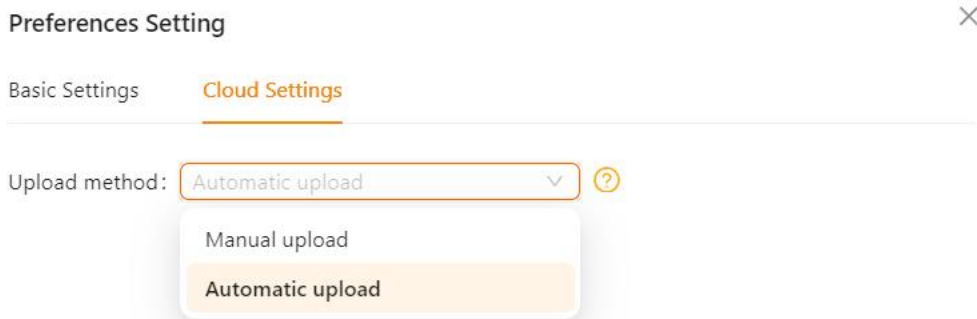 Preferences Setting
Basic Settings Cloud Settings
Upload method: Automatic upload ?
Manual upload
Automatic upload